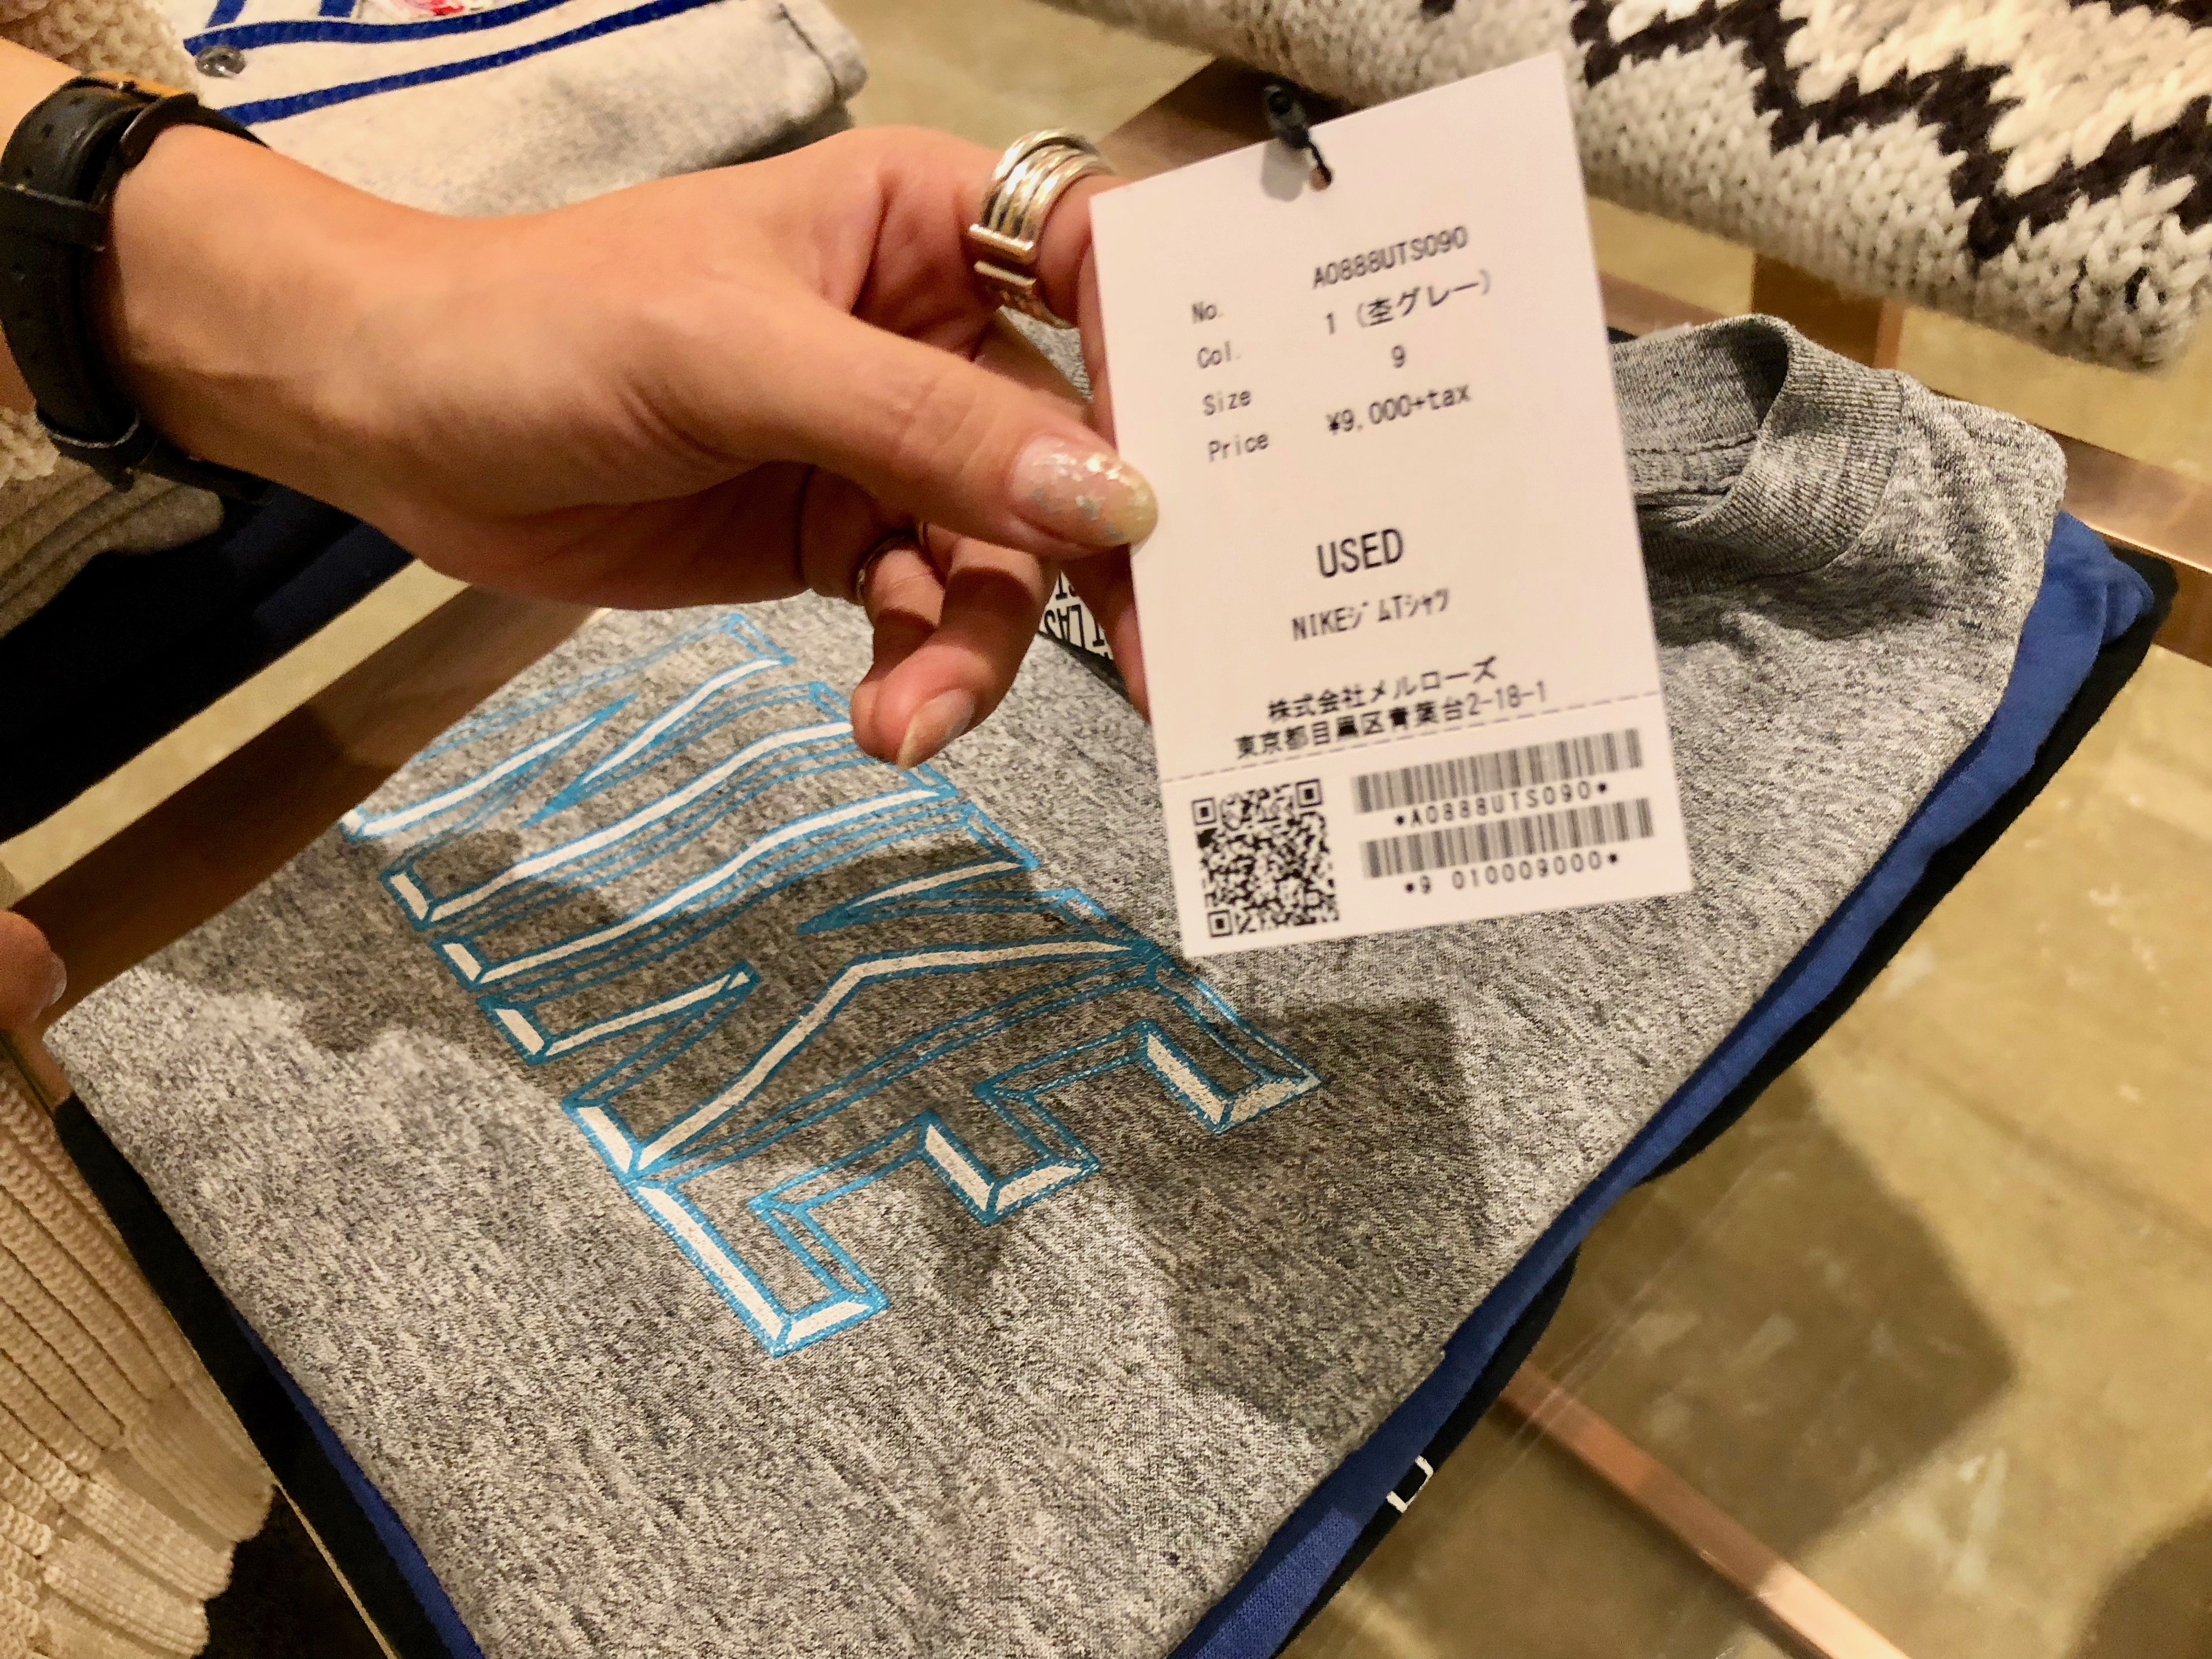 No. A0888UTS090
Col. 1 (杢グレー)
Size 9
Price ¥9,000+tax
USED
NIKEｼﾞﾑTｼｬﾂ
株式会社メルローズ
東京都目黒区青葉台2-18-1
*A0888UTS090*
*9 010009000*
NIKE